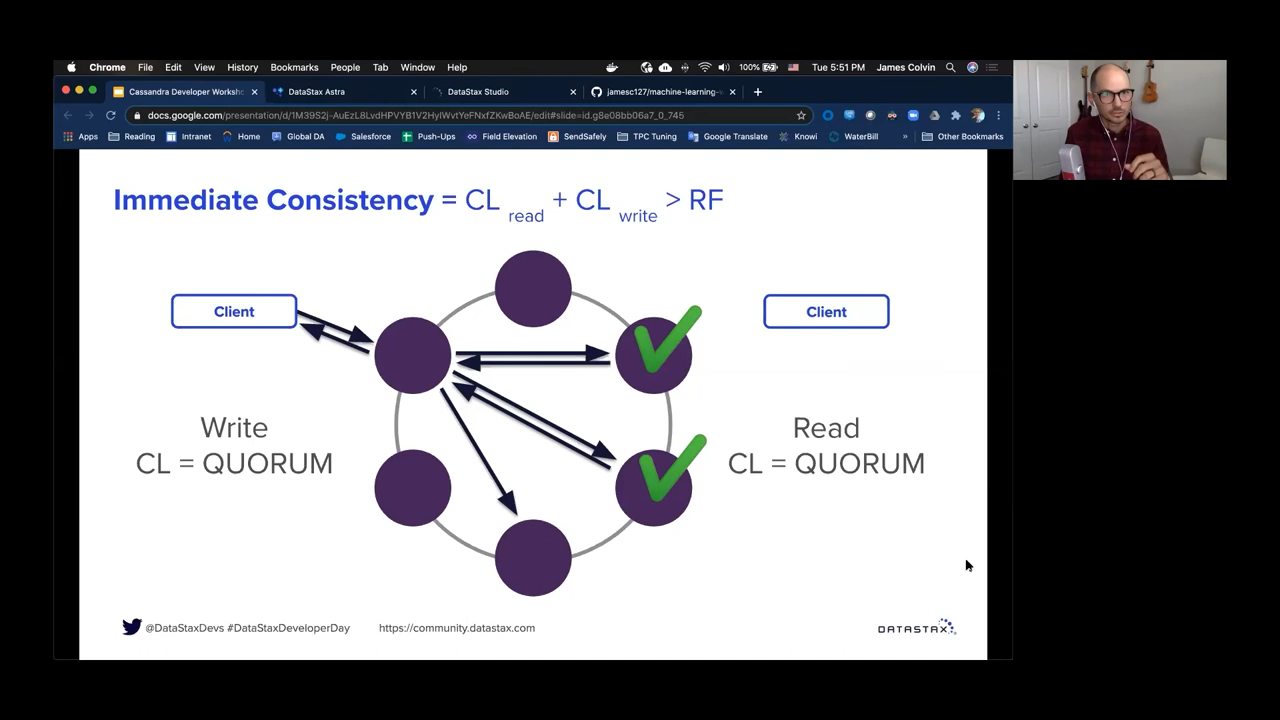 Chrome File Edit View History Bookmarks People Tab Window Help 100% Tue 5:51 PM James Colvin
Cassandra Developer Worksho DataStax Astra DataStax Studio jamesc127/machine-learning-
docs.google.com/presentation/d/1M39S2j-AuEzL8LvdHPVYB1V2HyIWvtYeFNxfZKwBoAE/edit#slide=id.g8e08bb06a7_0_745
Apps Reading Intranet Home Global DA Salesforce Push-Ups Field Elevation SendSafely TPC Tuning Google Translate Knowi WaterBill » Other Bookmarks
Immediate Consistency = CL read + CL write > RF
Client
Client
Write
CL = QUORUM
Read
CL = QUORUM
@DataStaxDevs #DataStaxDeveloperDay https://community.datastax.com DATASTAX